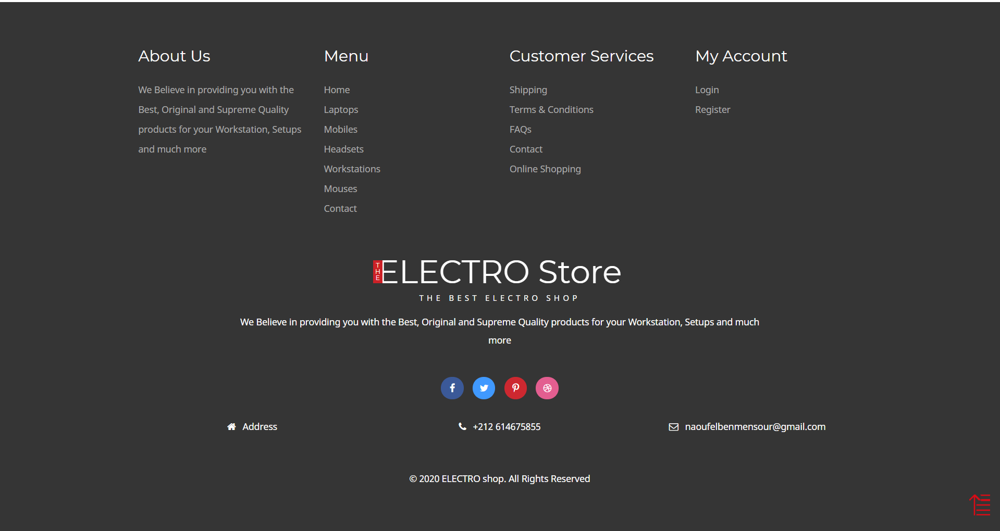 About Us
We Believe in providing you with the
Best, Original and Supreme Quality
products for your Workstation, Setups
and much more
Menu
Home
Laptops
Mobiles
Headsets
Workstations
Mouses
Contact
Customer Services
Shipping
Terms & Conditions
FAQs
Contact
Online Shopping
My Account
Login
Register
THE ELECTRO Store
THE BEST ELECTRO SHOP
We Believe in providing you with the Best, Original and Supreme Quality products for your Workstation, Setups and much
more
Address
+212 614675855
naoufelbenmensour@gmail.com
© 2020 ELECTRO shop. All Rights Reserved